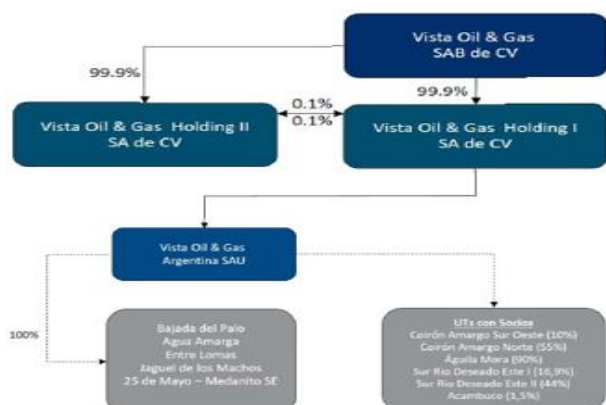 Vista Oil & Gas
SAB de CV
99.9%
0.1%
0.1%
99.9%
Vista Oil & Gas Holding II
SA de CV
Vista Oil & Gas Holding I
SA de CV
Vista Oil & Gas
Argentina SAU
100%
Bajada del Palo
Agua Amarga
Entre Lomas
Jaguel de los Machos
25 de Mayo – Medanito SE
UTs con Socios
Coirón Amargo Sur Oeste (10%)
Coirón Amargo Norte (55%)
Águila Mora (90%)
Sur Rio Deseado Este I (16,9%)
Sur Rio Deseado Este II (44%)
Acambuco (1,5%)